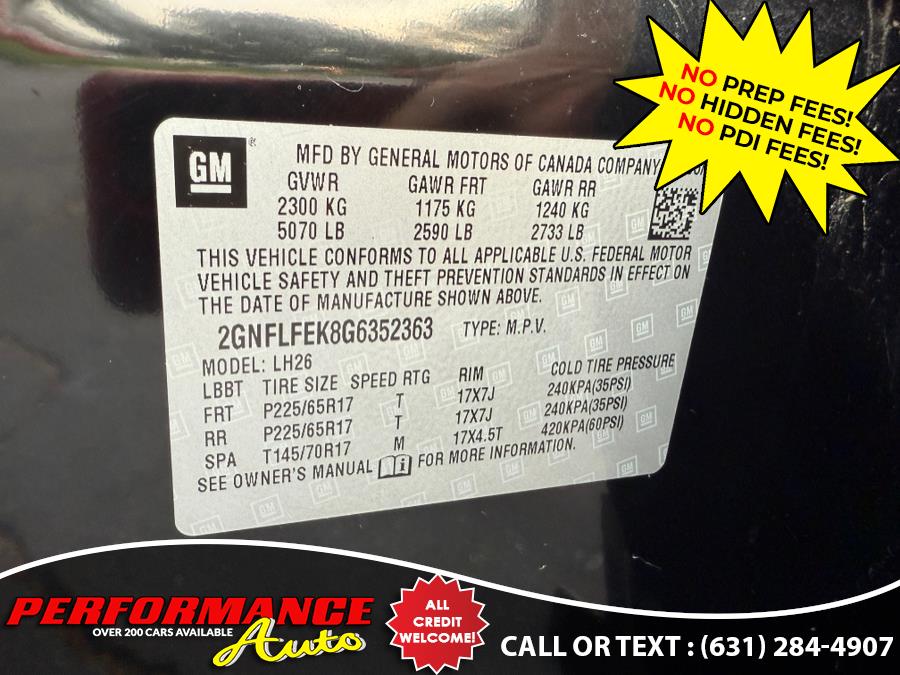 NO PREP FEES!
NO HIDDEN FEES!
NO PDI FEES!
GM
®
MFD BY GENERAL MOTORS OF CANADA COMPANY
GVWR GAWR FRT GAWR RR
2300 KG 1175 KG 1240 KG
5070 LB 2590 LB 2733 LB
THIS VEHICLE CONFORMS TO ALL APPLICABLE U.S. FEDERAL MOTOR
VEHICLE SAFETY AND THEFT PREVENTION STANDARDS IN EFFECT ON
THE DATE OF MANUFACTURE SHOWN ABOVE.
2GNFLFEK8G6352363 TYPE: M.P.V.
MODEL: LH26
LBBT TIRE SIZE SPEED RTG RIM COLD TIRE PRESSURE
FRT P225/65R17 T 17X7J 240KPA(35PSI)
RR P225/65R17 T 17X7J 240KPA(35PSI)
SPA T145/70R17 M 17X4.5T 420KPA(60PSI)
SEE OWNER'S MANUAL FOR MORE INFORMATION.
PERFORMANCE
OVER 200 CARS AVAILABLE
Auto
ALL
CREDIT
WELCOME!
CALL OR TEXT : (631) 284-4907